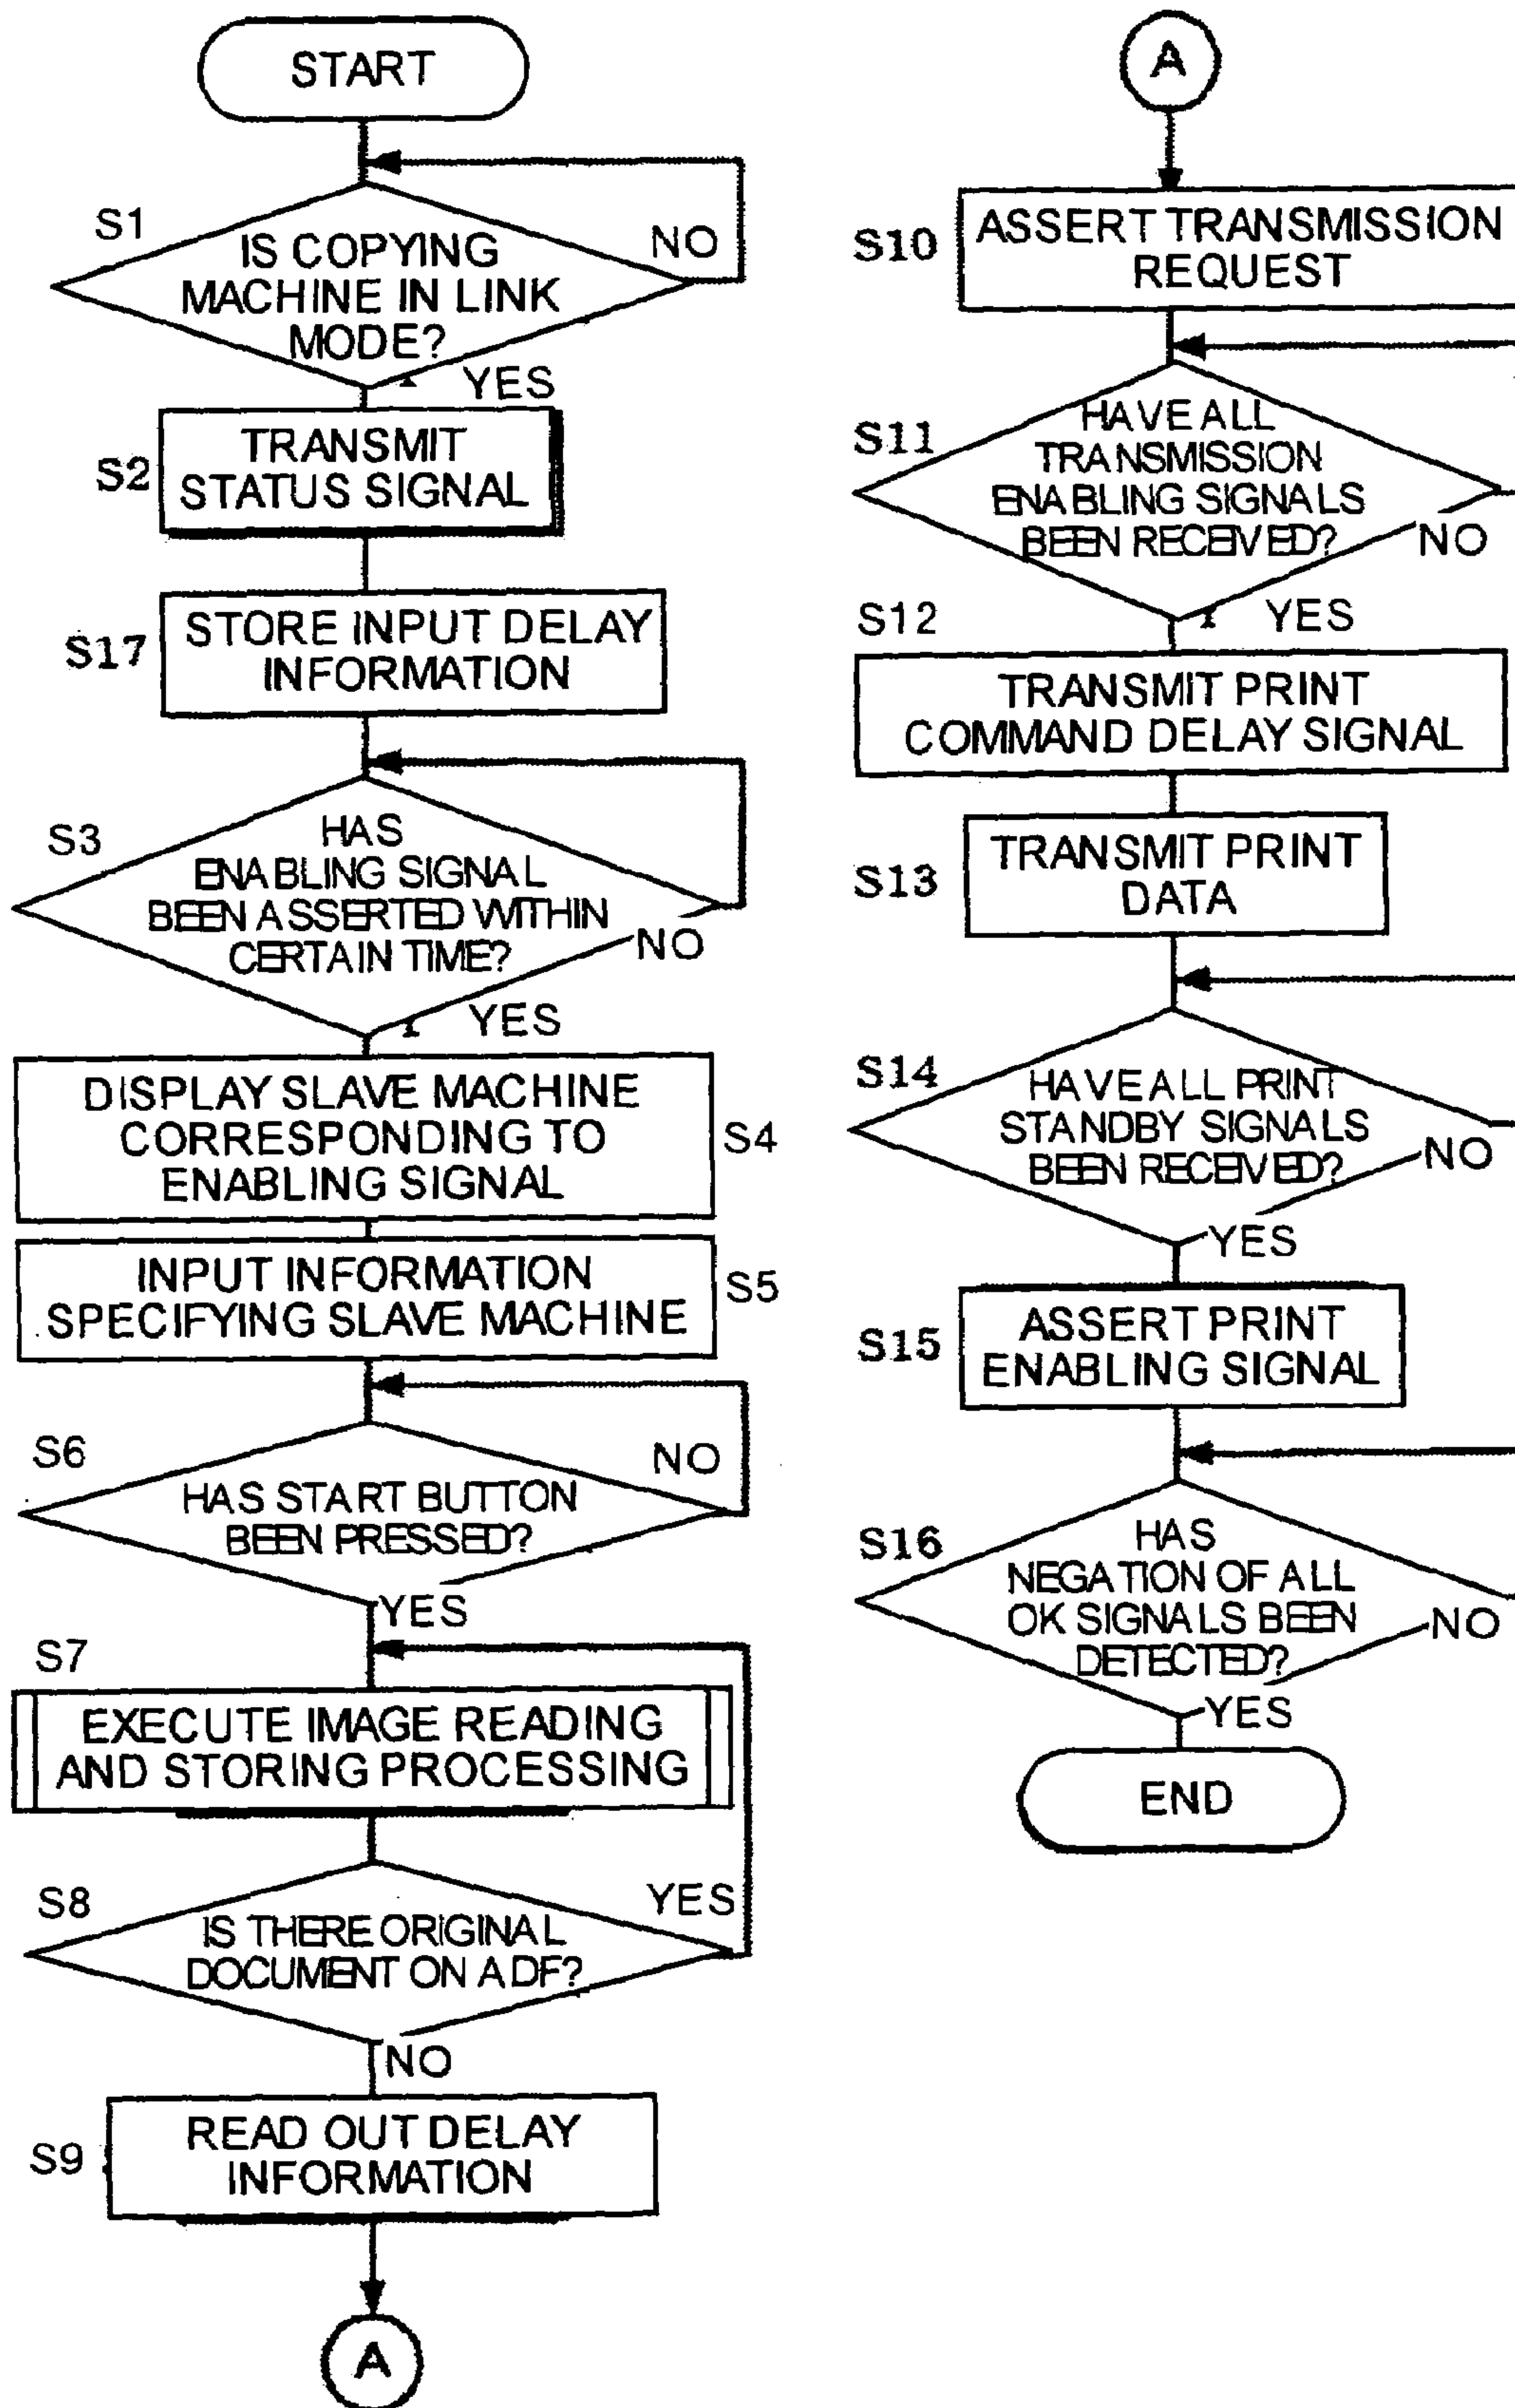 START
S1
IS COPYING
MACHINE IN LINK
MODE?
NO
YES
S2
TRANSMIT
STATUS SIGNAL
S17
STORE INPUT DELAY
INFORMATION
S3
HAS
ENABLING SIGNAL
BEEN ASSERTED WITHIN
CERTAIN TIME?
NO
YES
DISPLAY SLAVE MACHINE
CORRESPONDING TO
ENABLING SIGNAL
S4
INPUT INFORMATION
SPECIFYING SLAVE MACHINE
S5
S6
NO
HAS START BUTTON
BEEN PRESSED?
YES
S7
EXECUTE IMAGE READING
AND STORING PROCESSING
S8
YES
IS THERE ORIGINAL
DOCUMENT ON ADF?
NO
S9
READ OUT DELAY
INFORMATION
A
A
S10
ASSERT TRANSMISSION
REQUEST
S11
HAVE ALL
TRANSMISSION
ENABLING SIGNALS
BEEN RECEIVED?
NO
YES
S12
TRANSMIT PRINT
COMMAND DELAY SIGNAL
S13
TRANSMIT PRINT
DATA
S14
HAVE ALL PRINT
STANDBY SIGNALS
BEEN RECEIVED?
NO
YES
S15
ASSERT PRINT
ENABLING SIGNAL
S16
HAS
NEGATION OF ALL
OK SIGNALS BEEN
DETECTED?
NO
YES
END